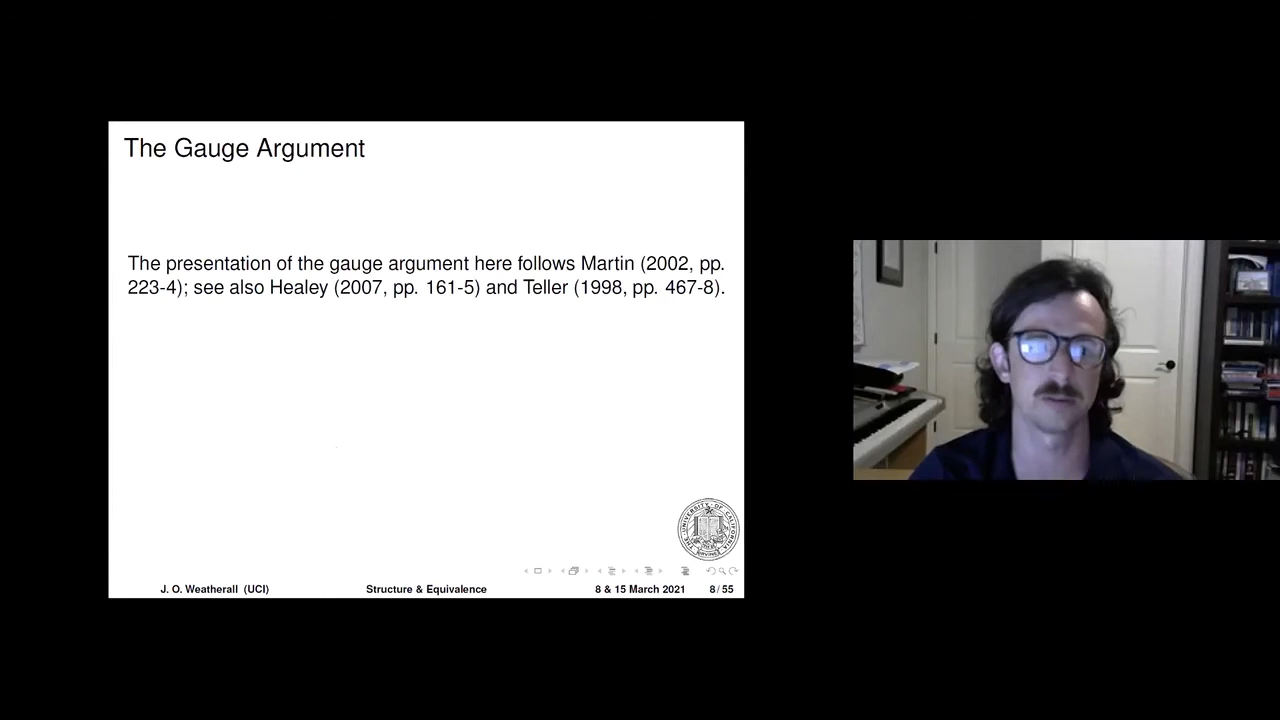 The Gauge Argument
The presentation of the gauge argument here follows Martin (2002, pp.
223-4); see also Healey (2007, pp. 161-5) and Teller (1998, pp. 467-8).
J. O. Weatherall (UCI) Structure & Equivalence 8 & 15 March 2021 8/55